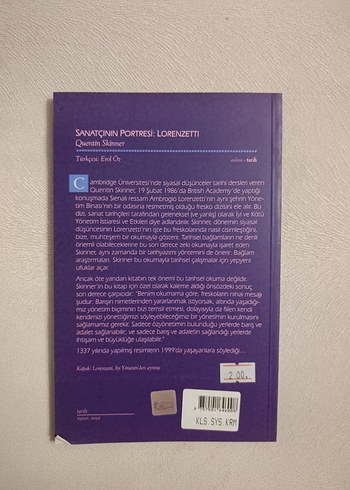 SANATÇININ PORTRESİ: LORENZETTI
Quentin Skinner
Türkçesi: Erol Öz
tarih
Cambridge Üniversitesi'nde siyasal düşünceler tarihi dersleri veren
Quentin Skinner, 19 Şubat 1986'da British Academy'de yaptığı
konuşmada Sienalı ressam Ambrogio Lorenzetti'nin aynı şehrin Yöne-
tim Binası'nın bir odasına resmetmiş olduğu fresko dizisini ele alır. Bu
dizi, sanat tarihçileri tarafından geleneksel (ve yanlış) olarak İyi ve Kötü
Yönetim İstiaresi ve Etkileri diye adlandırılır. Skinner, dönemin siyasal
düşüncesinin Lorenzetti'nin işte bu freskolarında nasıl cisimleştiğini,
bize, muhteşem bir okumayla gösterir. Tarihsel bağlamların ne denli
önemli olabileceklerine bu son derece zeki okumayla işaret eden
Skinner, aynı zamanda bir tarihyazımı yöntemini de önerir: Bağlam
araştırmaları. Skinner bu okumayla tarihsel çalışmalar için yepyeni
ufuklar açar.
Ancak öte yandan kitabın tek önemi bu tarihsel okuma değildir.
Skinner'in bu kitap için özel olarak kaleme aldığı önsözdeki sonuç
son derece çarpıcıdır: "Benim okumama göre, freskoların nihai mesajı
şudur: Barışın nimetlerinden yararlanmak istiyorsak, altında yaşadığı-
mız yönetim biçiminin bizi temsil etmesi, dolayısıyla da fiilen kendi
kendimizi yönettiğimizi söyleyebileceğimiz bir yönetimin kurulmasını
sağlamamız gerekir. Sadece özyönetimin bulunduğu yerlerde barış ve
adalet sağlanabilir; ve sadece barış ve adaletin sağlandığı yerlerde
ihtişam ve büyüklüğe ulaşılabilir."
1337 yılında yapılmış resimlerin 1999'da yaşayanlara söylediği...
Kapak: Lorenzetti, İyi Yönetim'den ayrıntı
2.00.
tarih
KLS.SYS.KRM